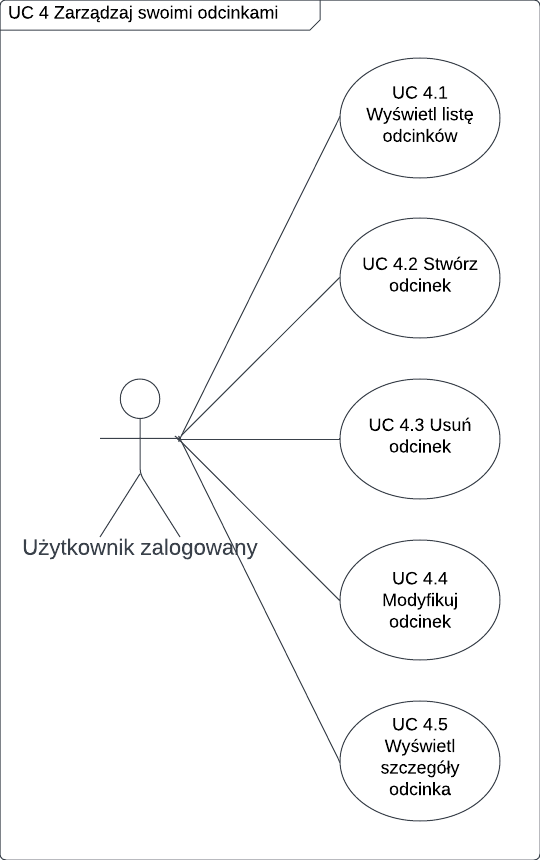 UC 4 Zarządzaj swoimi odcinkami
UC 4.1
Wyświetl listę
odcinków
UC 4.2 Stwórz
odcinek
UC 4.3 Usuń
odcinek
Użytkownik zalogowany
UC 4.4
Modyfikuj
odcinek
UC 4.5
Wyświetl
szczegóły
odcinka